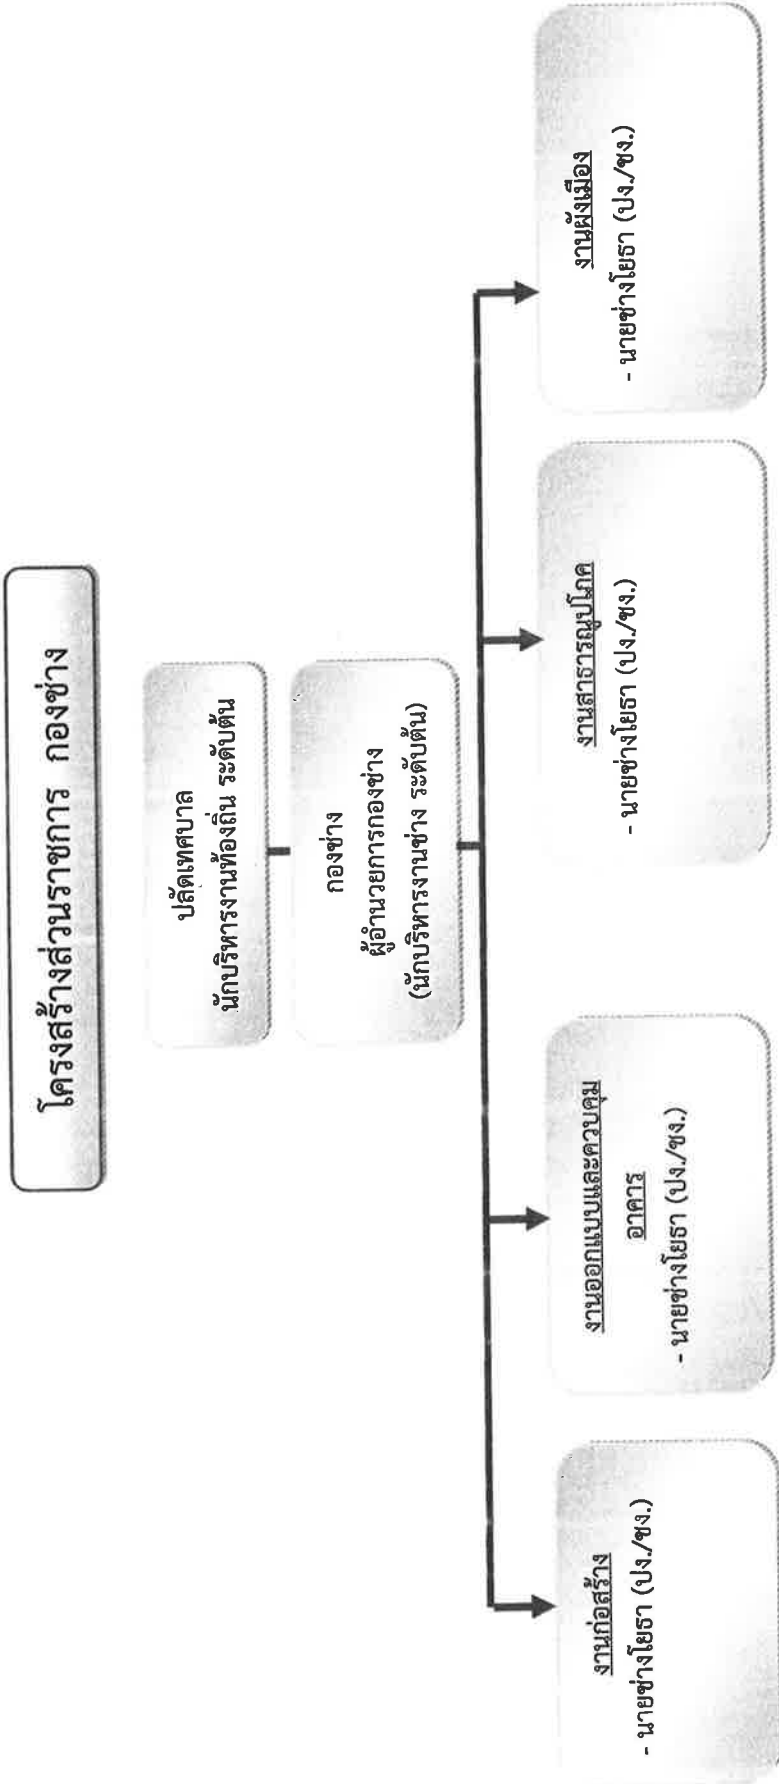 โครงสร้างส่วนราชการ กองช่าง
ปลัดเทศบาล
นักบริหารงานท้องถิ่น ระดับต้น
กองช่าง
ผู้อำนวยการกองช่าง
(นักบริหารงานช่าง ระดับต้น)
งานก่อสร้าง
- นายช่างโยธา (ปง./ชง.)
งานออกแบบและควบคุม
อาคาร
- นายช่างโยธา (ปง./ชง.)
งานสาธารณูปโภค
- นายช่างโยธา (ปง./ชง.)
งานผังเมือง
- นายช่างโยธา (ปง./ชง.)